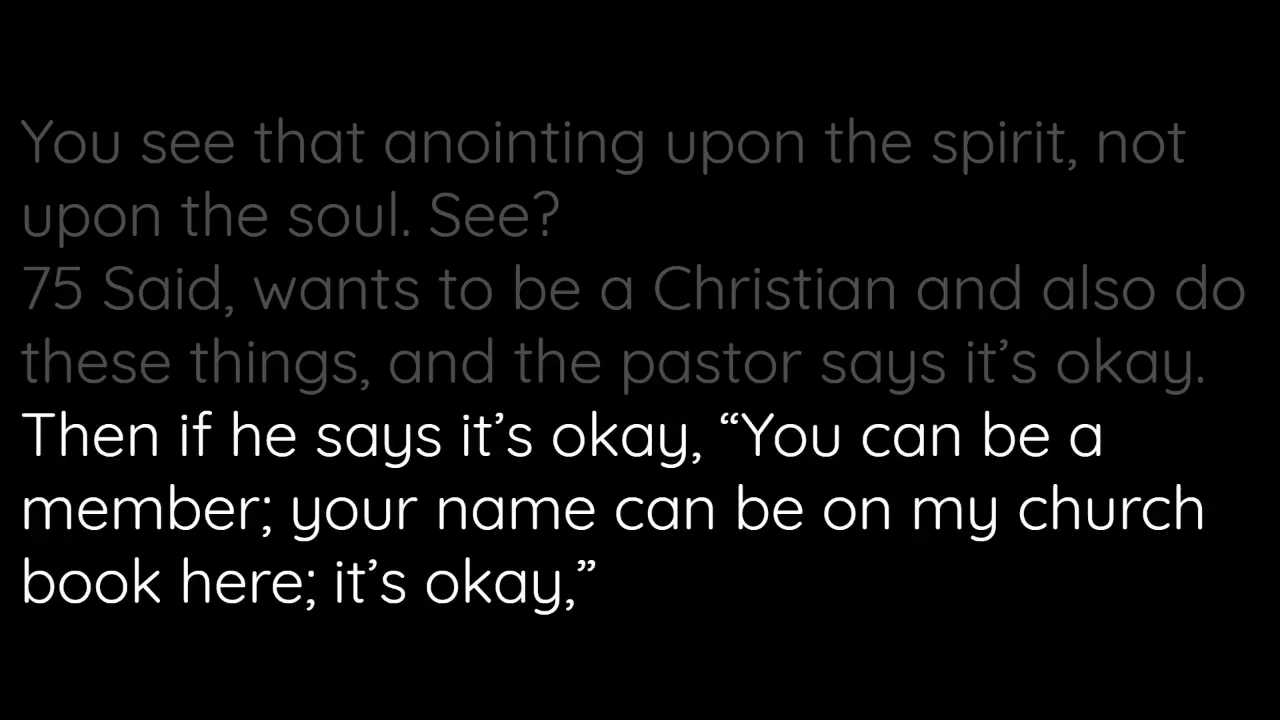 You see that anointing upon the spirit, not
upon the soul. See?
75 Said, wants to be a Christian and also do
these things, and the pastor says it’s okay.
Then if he says it’s okay, “You can be a
member; your name can be on my church
book here; it’s okay,”